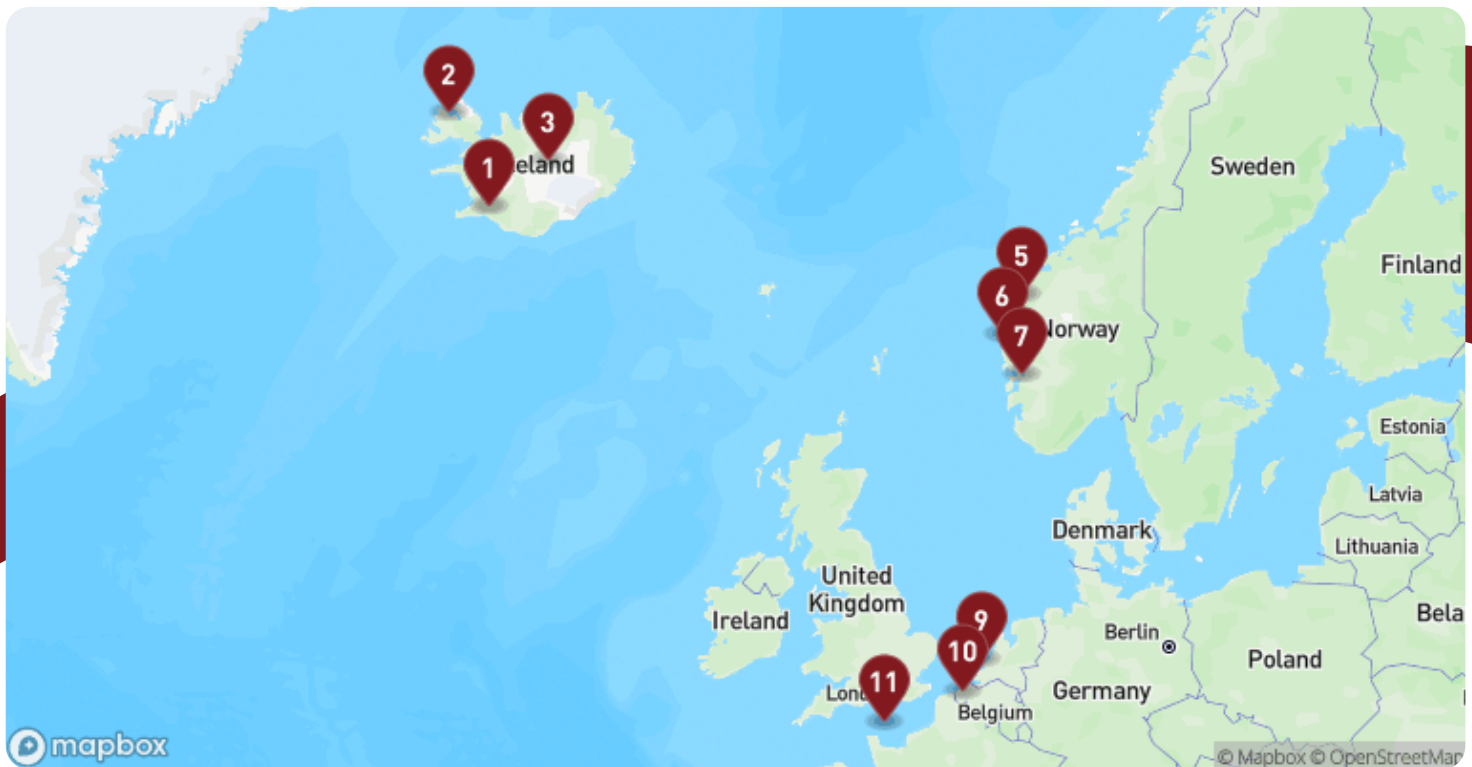 2
3
1
eland
Sweden
5
Finland
6
7
Norway
Estonia
Latvia
Denmark
Lithuania
United
Kingdom
Ireland
9
10
Berlin
Bela
Poland
11
Lon
Germany
Belgium
mapbox
© Mapbox © OpenStreetMap